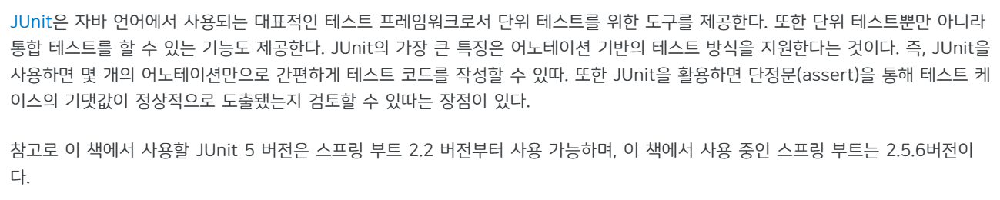 JUnit은 자바 언어에서 사용되는 대표적인 테스트 프레임워크로서 단위 테스트를 위한 도구를 제공한다. 또한 단위 테스트뿐만 아니라
통합 테스트를 할 수 있는 기능도 제공한다. JUnit의 가장 큰 특징은 어노테이션 기반의 테스트 방식을 지원한다는 것이다. 즉, JUnit을
사용하면 몇 개의 어노테이션만으로 간편하게 테스트 코드를 작성할 수 있따. 또한 JUnit을 활용하면 단정문(assert)을 통해 테스트 케
이스의 기댓값이 정상적으로 도출됐는지 검토할 수 있따는 장점이 있다.
참고로 이 책에서 사용할 JUnit 5 버전은 스프링 부트 2.2 버전부터 사용 가능하며, 이 책에서 사용 중인 스프링 부트는 2.5.6버전이
다.